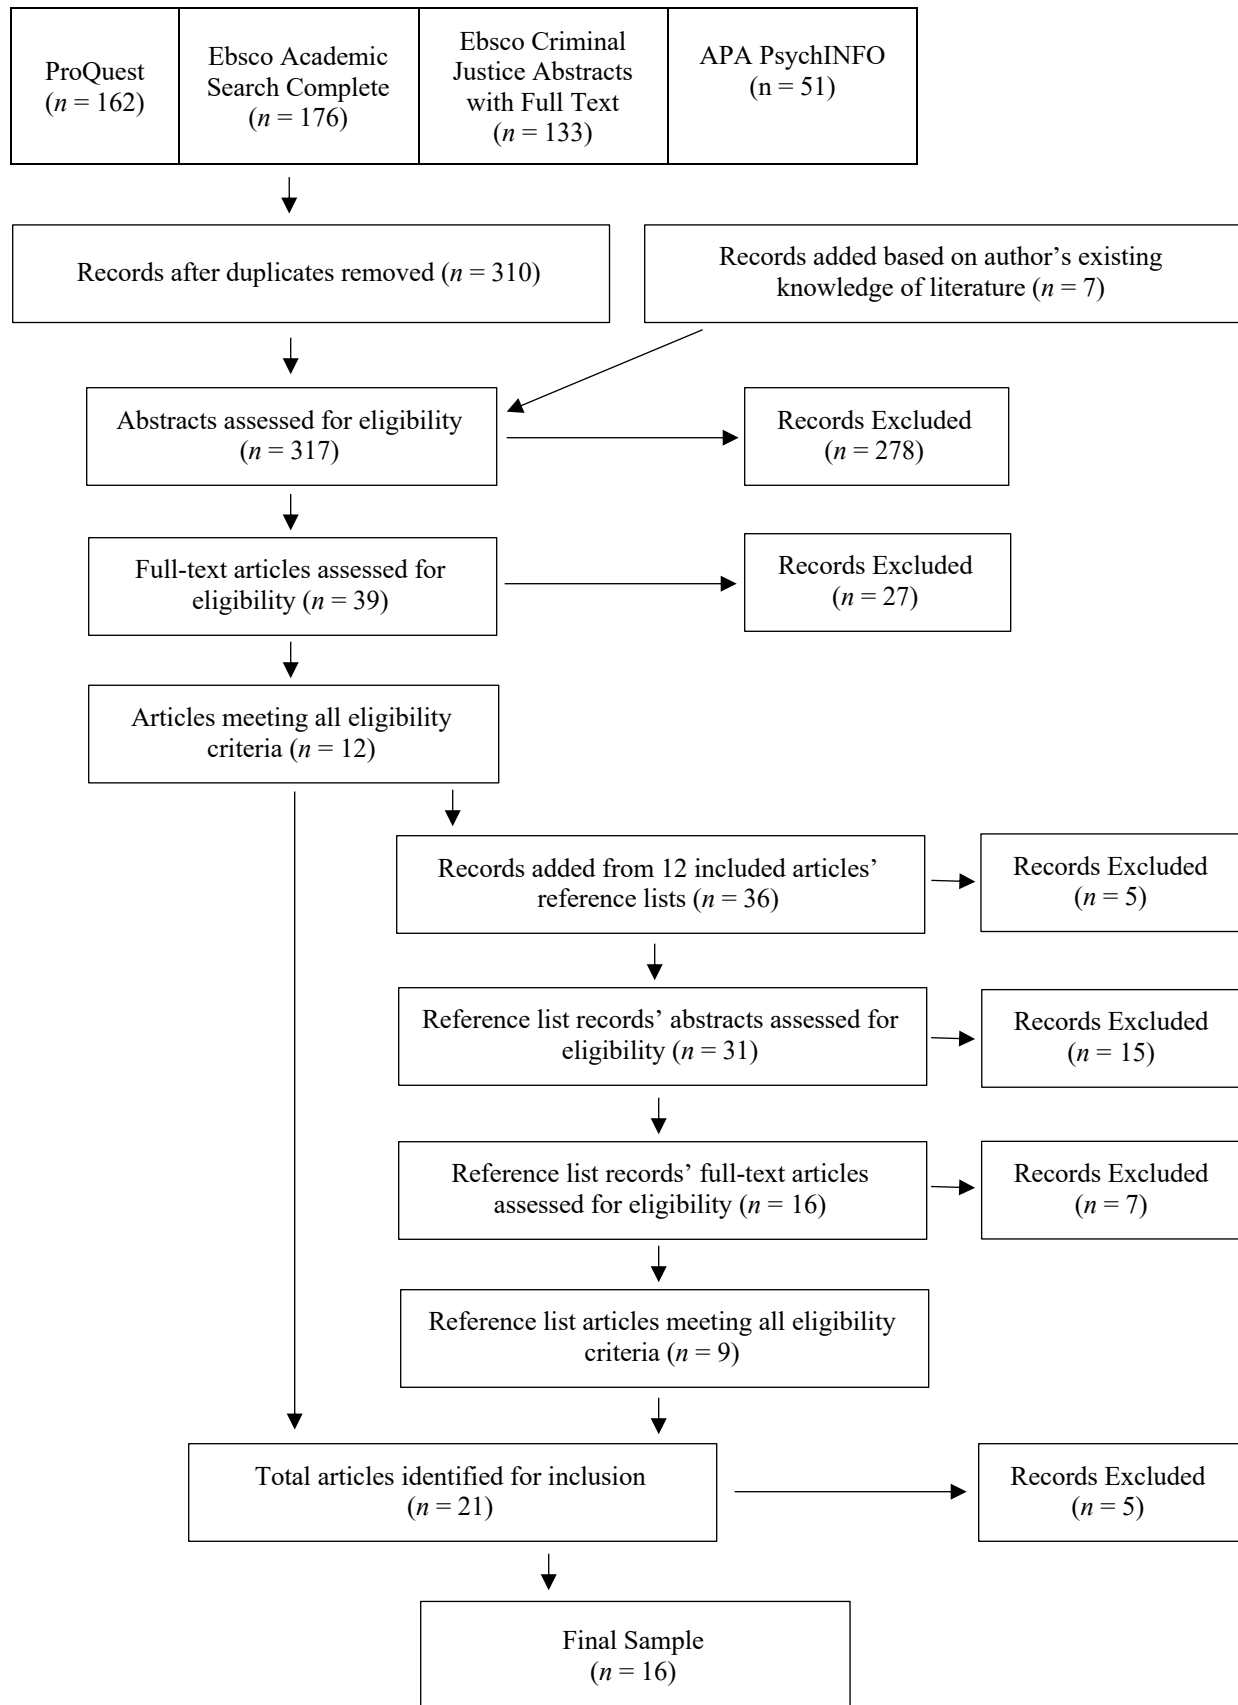 ProQuest
(n = 162)
Ebsco Academic
Search Complete
(n = 176)
Ebsco Criminal
Justice Abstracts
with Full Text
(n = 133)
APA PsychINFO
(n = 51)
Records after duplicates removed (n = 310)
Records added based on author’s existing
knowledge of literature (n = 7)
Abstracts assessed for eligibility
(n = 317)
Records Excluded
(n = 278)
Full-text articles assessed for
eligibility (n = 39)
Records Excluded
(n = 27)
Articles meeting all eligibility
criteria (n = 12)
Records added from 12 included articles’
reference lists (n = 36)
Records Excluded
(n = 5)
Reference list records’ abstracts assessed for
eligibility (n = 31)
Records Excluded
(n = 15)
Reference list records’ full-text articles
assessed for eligibility (n = 16)
Records Excluded
(n = 7)
Reference list articles meeting all eligibility
criteria (n = 9)
Total articles identified for inclusion
(n = 21)
Records Excluded
(n = 5)
Final Sample
(n = 16)